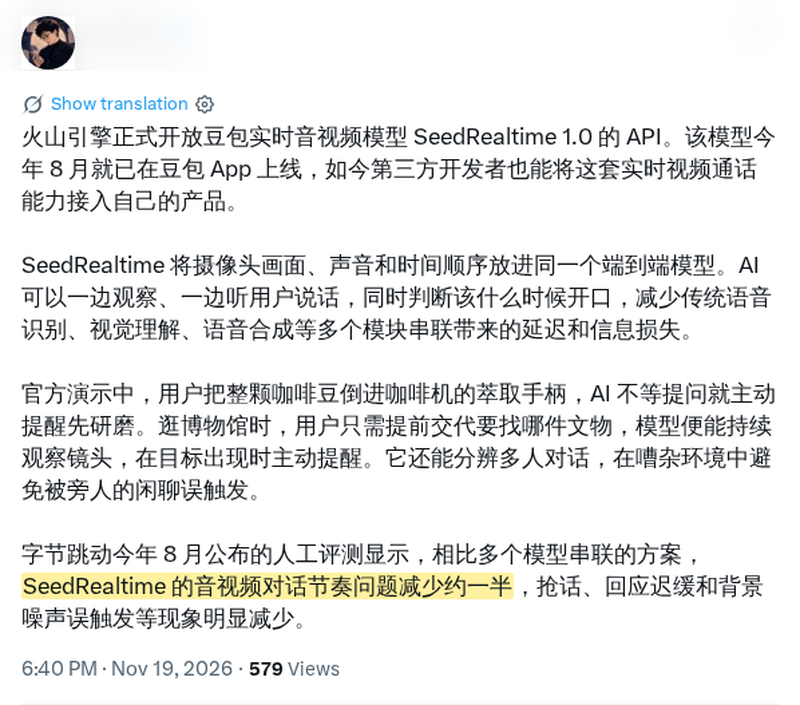 Show translation
火山引擎正式开放豆包实时音视频模型 SeedRealtime 1.0 的 API。该模型今
年 8 月就已在豆包 App 上线，如今第三方开发者也能将这套实时视频通话
能力接入自己的产品。
SeedRealtime 将摄像头画面、声音和时间顺序放进同一个端到端模型。AI
可以一边观察、一边听用户说话，同时判断该什么时候开口，减少传统语音
识别、视觉理解、语音合成等多个模块串联带来的延迟和信息损失。
官方演示中，用户把整颗咖啡豆倒进咖啡机的萃取手柄，AI 不等提问就主动
提醒先研磨。逛博物馆时，用户只需提前交代要找哪件文物，模型便能持续
观察镜头，在目标出现时主动提醒。它还能分辨多人对话，在嘈杂环境中避
免被旁人的闲聊误触发。
字节跳动今年 8 月公布的人工评测显示，相比多个模型串联的方案，
SeedRealtime 的音视频对话节奏问题减少约一半，抢话、回应迟缓和背景
噪声误触发等现象明显减少。
6:40 PM · Nov 19, 2026 · 579 Views